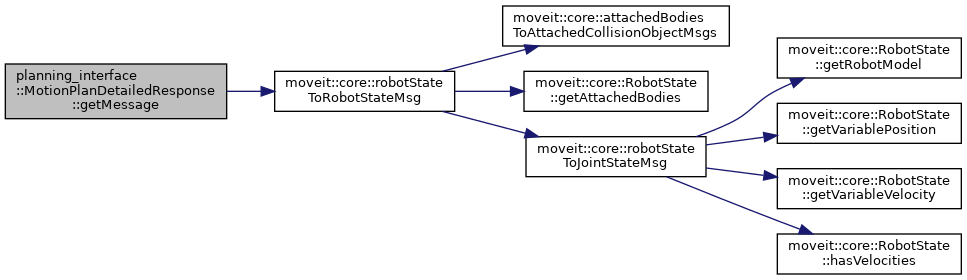 planning_interface
::MotionPlanDetailedResponse
::getMessage
moveit::core::robotState
ToRobotStateMsg
moveit::core::attachedBodies
ToAttachedCollisionObjectMsgs
moveit::core::RobotState
::getAttachedBodies
moveit::core::robotState
ToJointStateMsg
moveit::core::RobotState
::getRobotModel
moveit::core::RobotState
::getVariablePosition
moveit::core::RobotState
::getVariableVelocity
moveit::core::RobotState
::hasVelocities